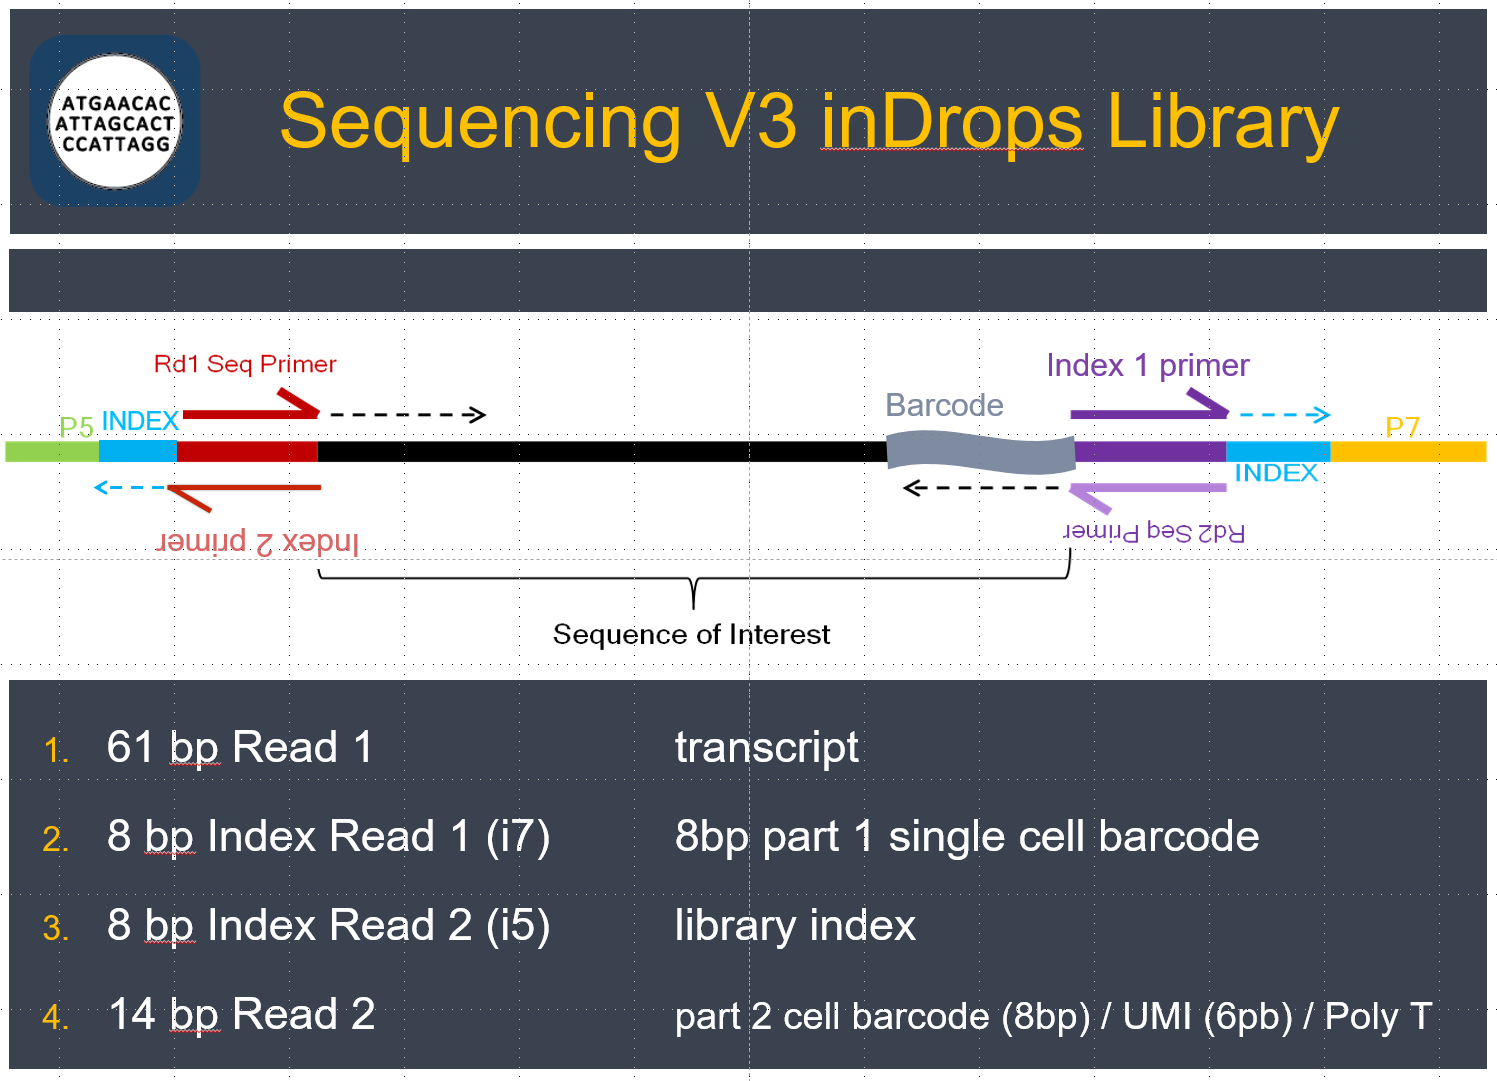 ATGAACAC
ATTAGCACT
CCATTAGG
Sequencing V3 inDrops Library
Rd1 Seq Primer
Index 1 primer
Barcode
P5
INDEX
P7
INDEX
Index 2 primer
Rd2 Seq Primer
Sequence of Interest
1. 61 bp Read 1 transcript
2. 8 bp Index Read 1 (i7) 8bp part 1 single cell barcode
3. 8 bp Index Read 2 (i5) library index
4. 14 bp Read 2 part 2 cell barcode (8bp) / UMI (6pb) / Poly T